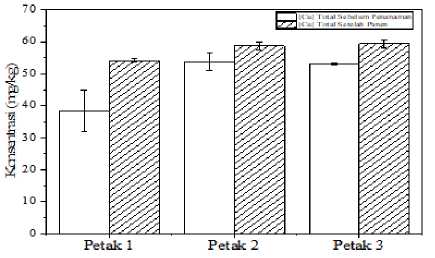 70
60
50
40
30
20
10
0
Konsentrasi (mg/kg)
[Cu] Total Sebelum Penanaman
[Cu] Total Setelah Panen
Petak 1 Petak 2 Petak 3